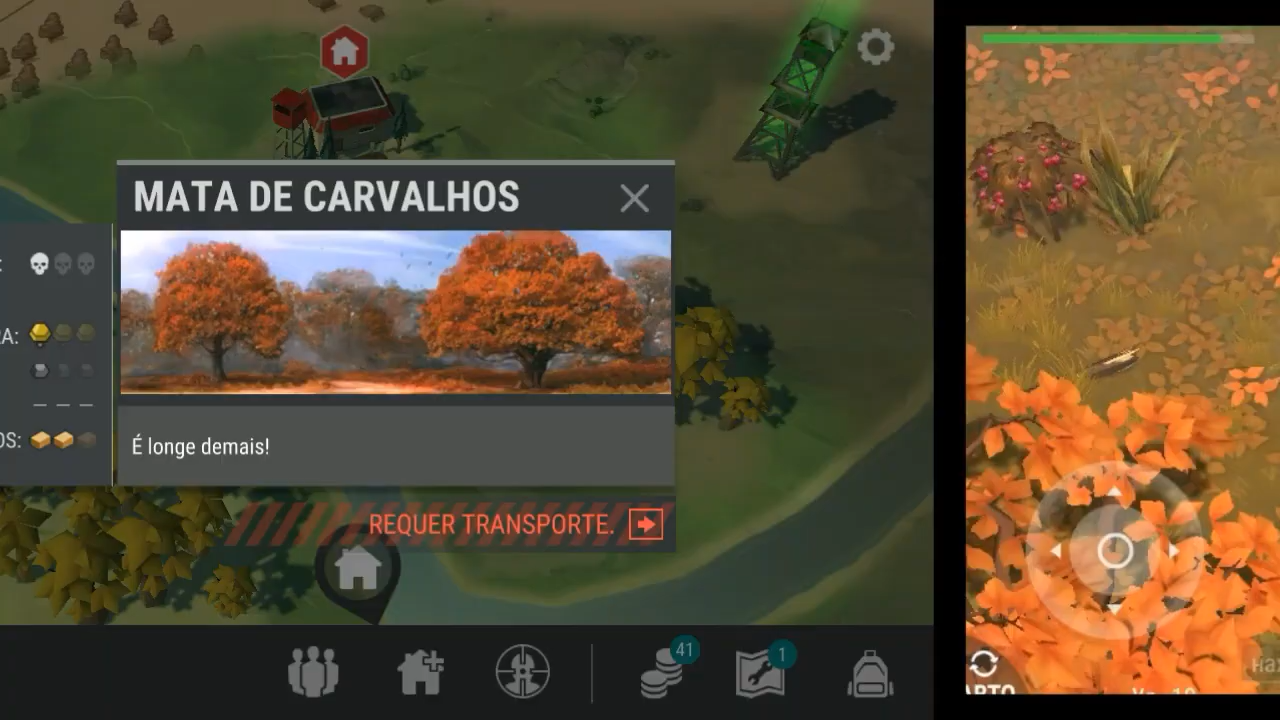 MATA DE CARVALHOS
É longe demais!
REQUER TRANSPORTE.
41
1